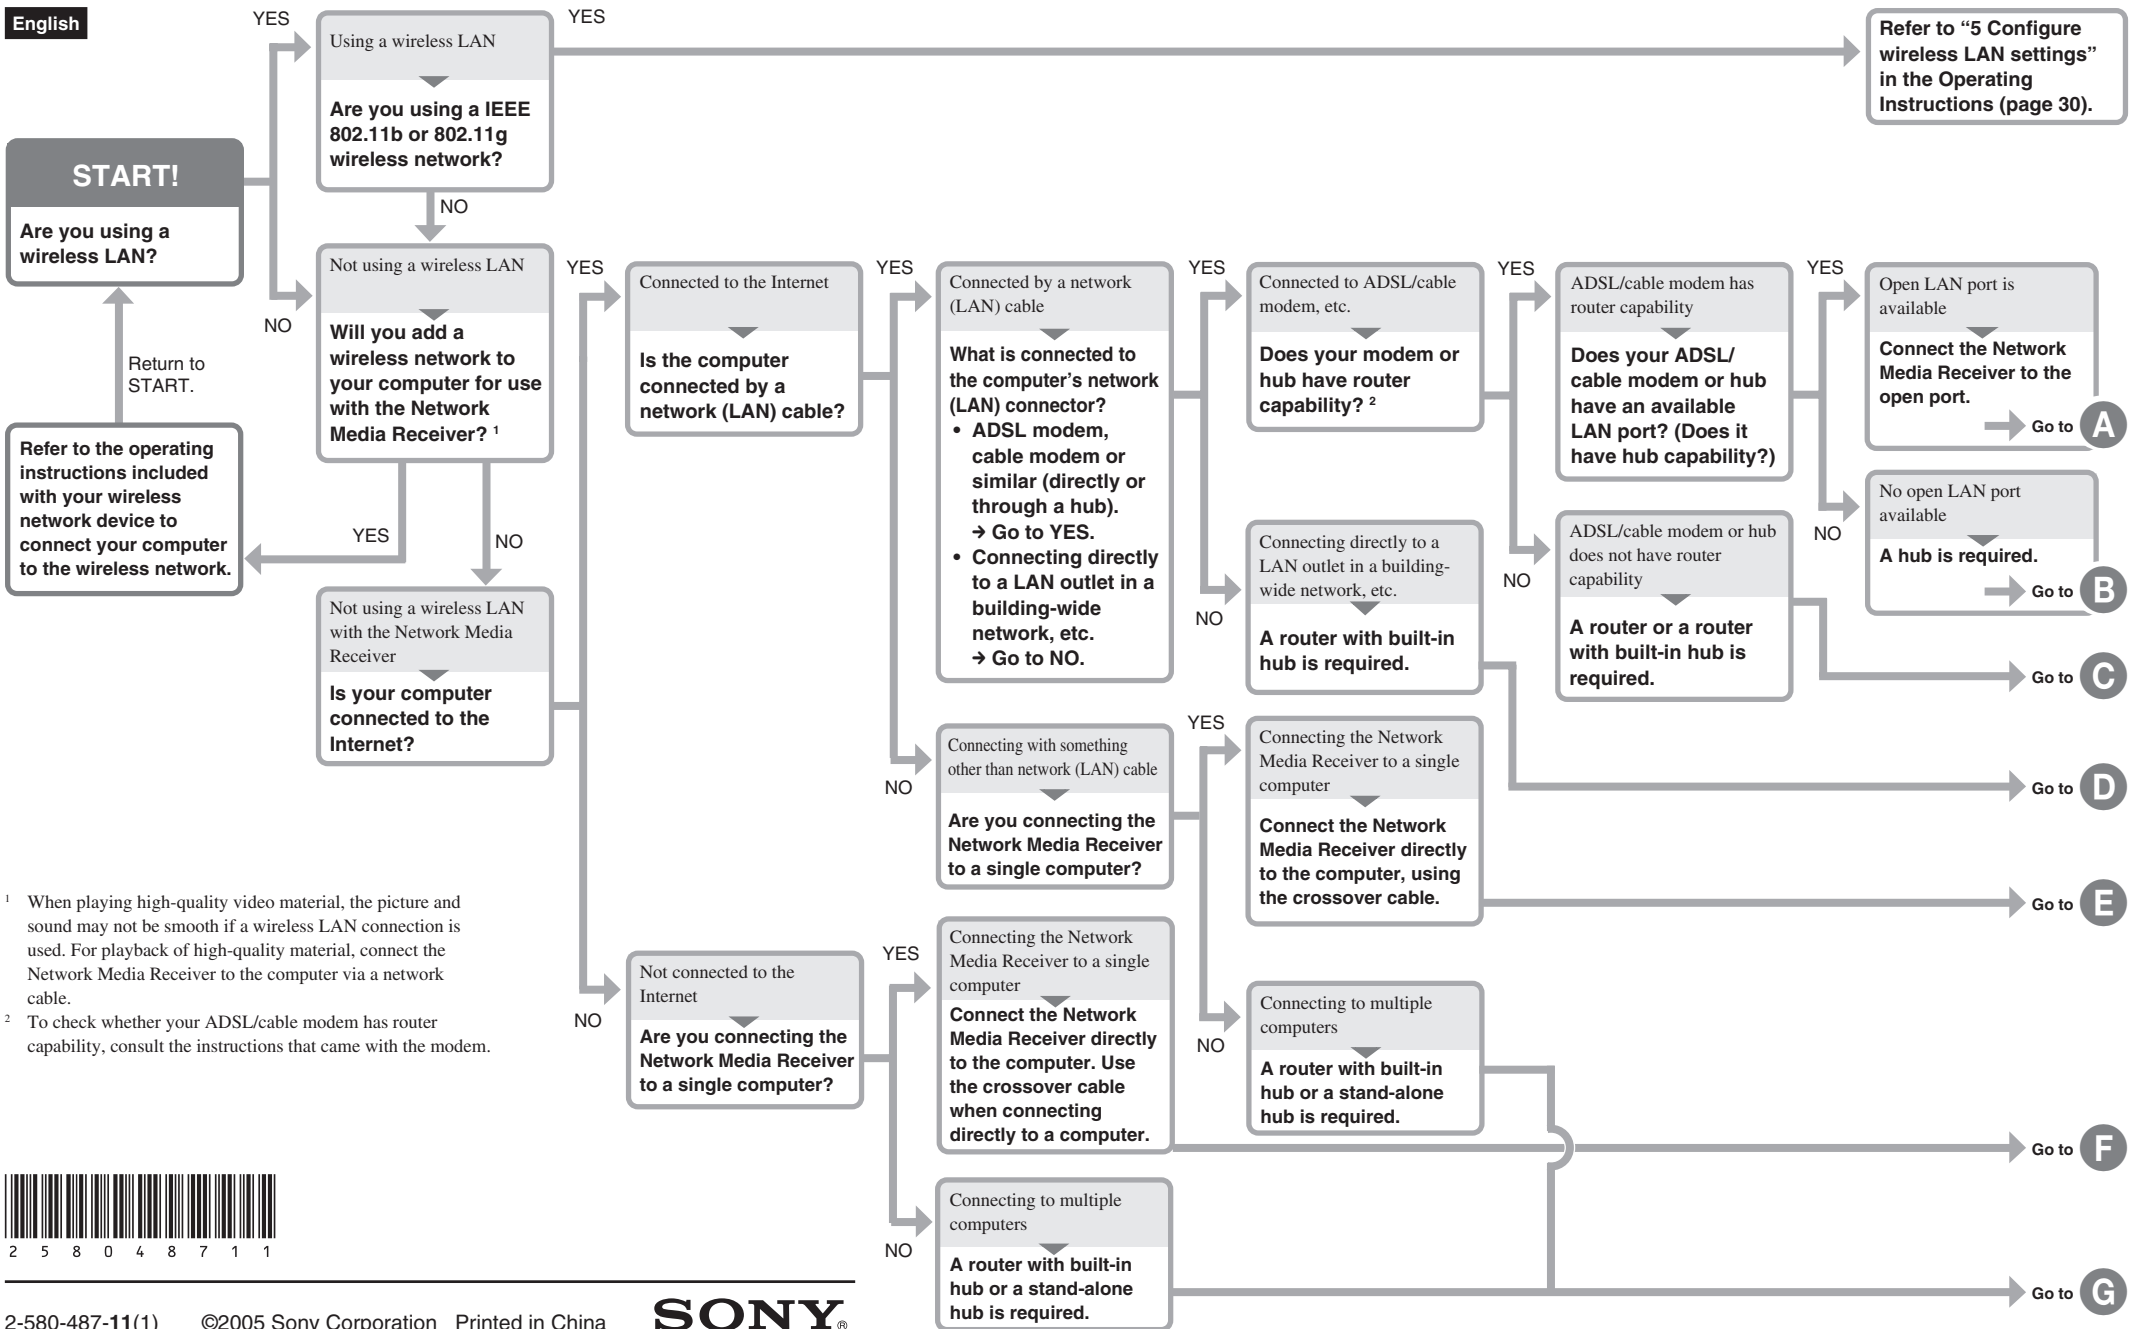 English
YES
Using a wireless LAN
Are you using a IEEE
802.11b or 802.11g
wireless network?
YES
Refer to “5 Configure
wireless LAN settings”
in the Operating
Instructions (page 30).
START!
Are you using a
wireless LAN?
NO
NO
Not using a wireless LAN
Will you add a
wireless network to
your computer for use
with the Network
Media Receiver? 1
Return to
START.
Refer to the operating
instructions included
with your wireless
network device to
connect your computer
to the wireless network.
YES
NO
Not using a wireless LAN
with the Network Media
Receiver
Is your computer
connected to the
Internet?
YES
Connected to the Internet
Is the computer
connected by a
network (LAN) cable?
YES
Connected by a network
(LAN) cable
What is connected to
the computer’s network
(LAN) connector?
• ADSL modem,
cable modem or
similar (directly or
through a hub).
→ Go to YES.
• Connecting directly
to a LAN outlet in a
building-wide
network, etc.
→ Go to NO.
YES
Connected to ADSL/cable
modem, etc.
Does your modem or
hub have router
capability? 2
YES
ADSL/cable modem has
router capability
Does your ADSL/
cable modem or hub
have an available
LAN port? (Does it
have hub capability?)
YES
Open LAN port is
available
Connect the Network
Media Receiver to the
open port.
Go to A
NO
No open LAN port
available
A hub is required.
Go to B
NO
Connecting directly to a
LAN outlet in a building-
wide network, etc.
A router with built-in
hub is required.
NO
ADSL/cable modem or hub
does not have router
capability
A router or a router
with built-in hub is
required.
Go to C
Go to D
NO
Connecting with something
other than network (LAN) cable
Are you connecting the
Network Media Receiver
to a single computer?
YES
Connecting the Network
Media Receiver to a single
computer
Connect the Network
Media Receiver directly
to the computer, using
the crossover cable.
Go to E
NO
Connecting to multiple
computers
A router with built-in
hub or a stand-alone
hub is required.
NO
Not connected to the
Internet
Are you connecting the
Network Media Receiver
to a single computer?
YES
Connecting the Network
Media Receiver to a single
computer
Connect the Network
Media Receiver directly
to the computer. Use
the crossover cable
when connecting
directly to a computer.
Go to F
NO
Connecting to multiple
computers
A router with built-in
hub or a stand-alone
hub is required.
Go to G
1 When playing high-quality video material, the picture and
sound may not be smooth if a wireless LAN connection is
used. For playback of high-quality material, connect the
Network Media Receiver to the computer via a network
cable.
2 To check whether your ADSL/cable modem has router
capability, consult the instructions that came with the modem.
2 5 8 0 4 8 7 1 1
2-580-487-11(1) ©2005 Sony Corporation Printed in China
SONY®